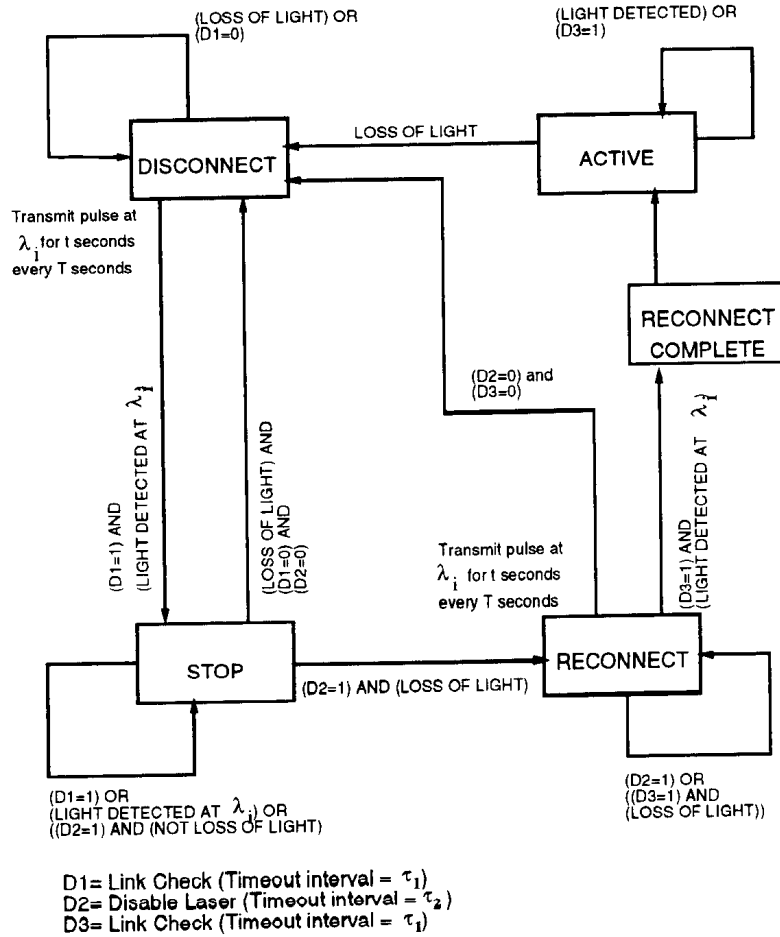 (LOSS OF LIGHT) OR
(D1=0)
(LIGHT DETECTED) OR
(D3=1)
LOSS OF LIGHT
DISCONNECT
ACTIVE
Transmit pulse at
λi for t seconds
every T seconds
RECONNECT
COMPLETE
(D2=0) and
(D3=0)
(D1=1) AND
(LIGHT DETECTED AT λi)
(LOSS OF LIGHT) AND
(D1=0) AND
(D2=0)
(D3=1) AND
(LIGHT DETECTED AT λi)
Transmit pulse at
λi for t seconds
every T seconds
STOP
RECONNECT
(D2=1) AND (LOSS OF LIGHT)
(D1=1) OR
(LIGHT DETECTED AT λi) OR
((D2=1) AND (NOT LOSS OF LIGHT)
(D2=1) OR
((D3=1) AND
(LOSS OF LIGHT))
D1= Link Check (Timeout interval = τ1)
D2= Disable Laser (Timeout interval = τ2)
D3= Link Check (Timeout interval = τ1)